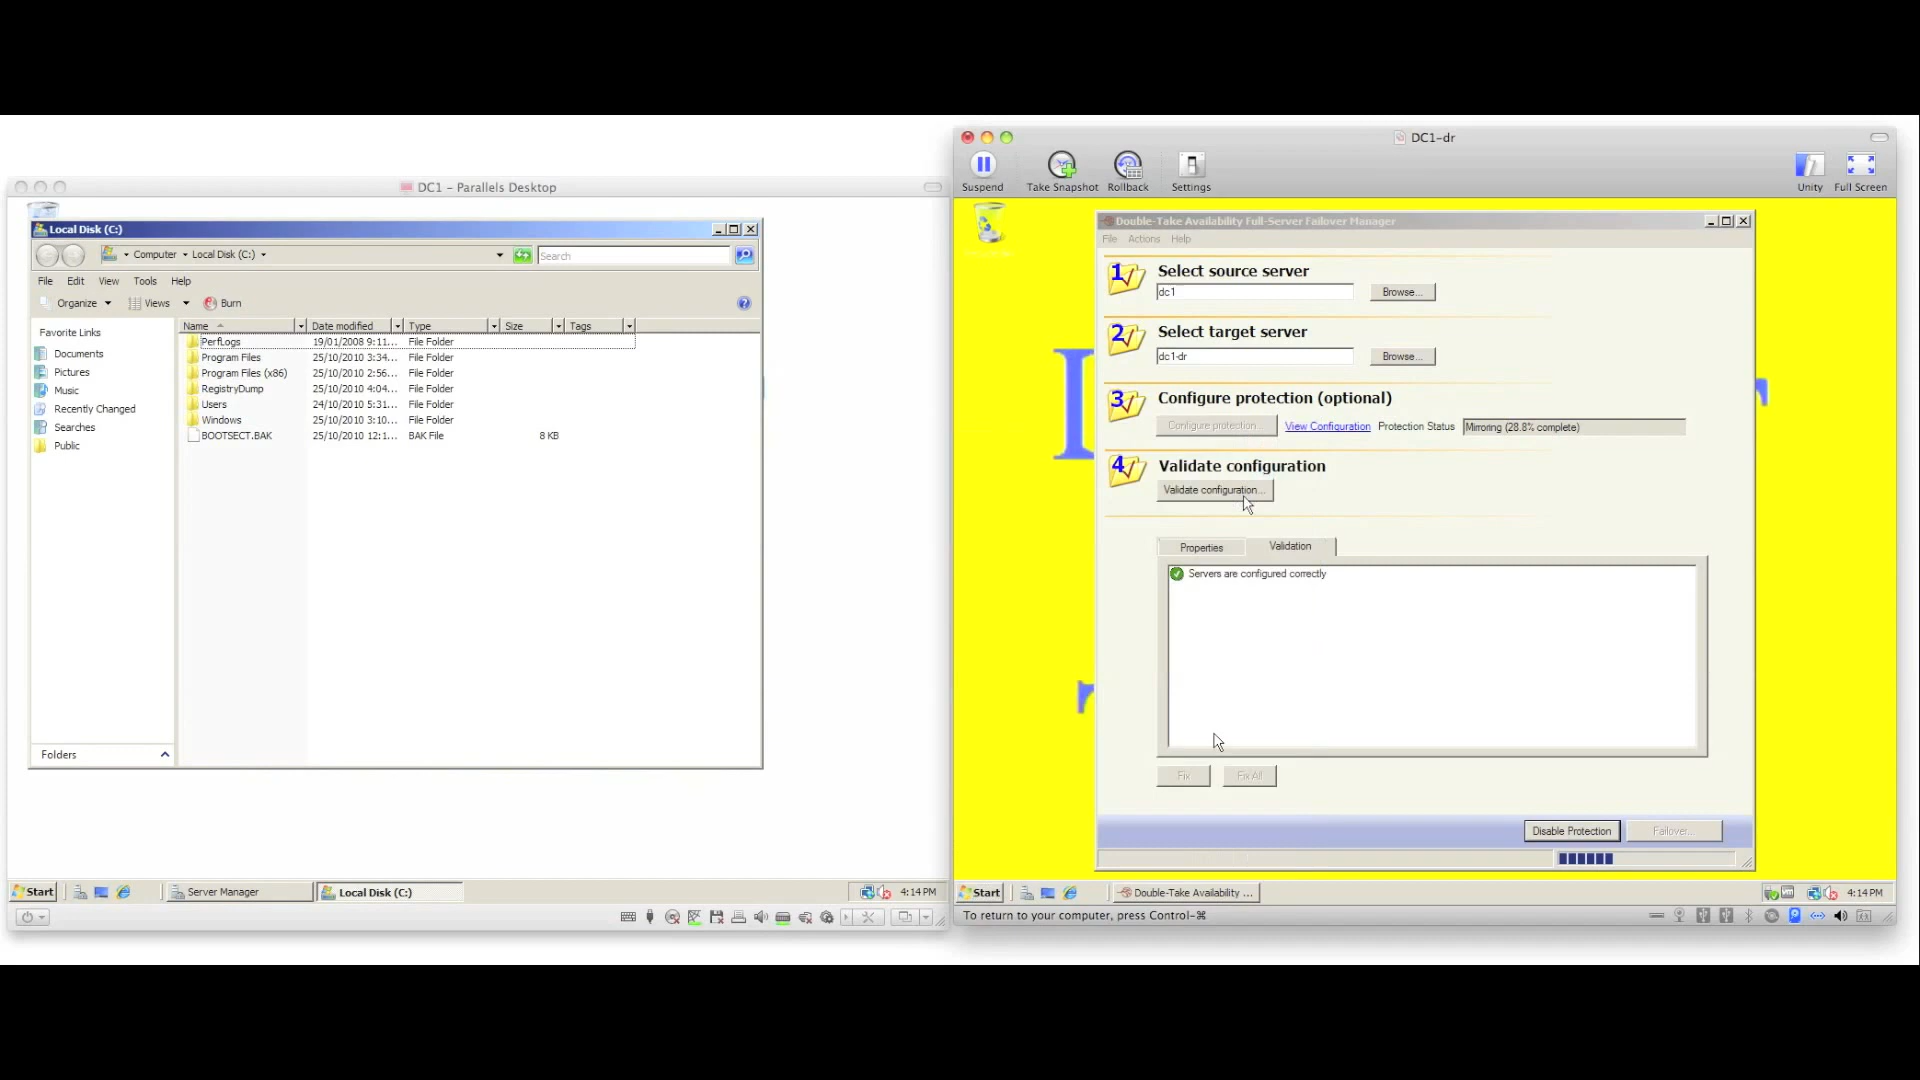 DC1 - Parallels Desktop
Local Disk (C:)
Computer
Local Disk (C:)
Search
File
Edit
View
Tools
Help
Organize
Views
Burn
Favorite Links
Documents
Pictures
Music
Recently Changed
Searches
Public
Folders
Name Date modified Type Size Tags
PerfLogs 19/01/2008 9:11... File Folder
Program Files 25/10/2010 3:34... File Folder
Program Files (x86) 25/10/2010 2:56... File Folder
RegistryDump 25/10/2010 4:04... File Folder
Users 24/10/2010 5:31... File Folder
Windows 25/10/2010 3:10... File Folder
BOOTSECT.BAK 25/10/2010 12:1... BAK File 8 KB
Start
Server Manager
Local Disk (C:)
4:14 PM
DC1-dr
Suspend
Take Snapshot
Rollback
Settings
Unity
Full Screen
Double-Take Availability Full-Server Failover Manager
File
Actions
Help
1
Select source server
dc1
Browse...
2
Select target server
dc1-dr
Browse...
3
Configure protection (optional)
Configure protection...
View Configuration
Protection Status
Mirroring (28.8% complete)
4
Validate configuration
Validate configuration...
Properties
Validation
Servers are configured correctly
Fix
Fix All
Disable Protection
Failover...
Start
Double-Take Availability ...
4:14 PM
To return to your computer, press Control-⌘